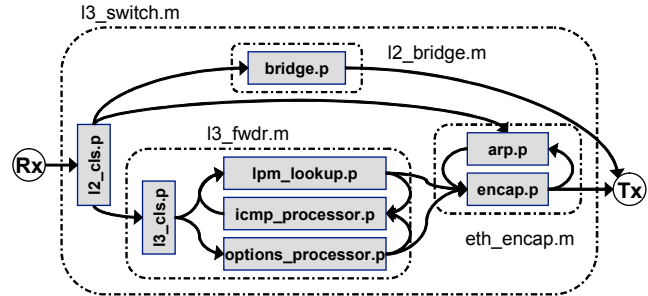 l3_switch.m
bridge.p
l2_bridge.m
l2_cls.p
l3_fwdr.m
arp.p
Rx
l3_cls.p
lpm_lookup.p
encap.p
Tx
icmp_processor.p
options_processor.p
eth_encap.m